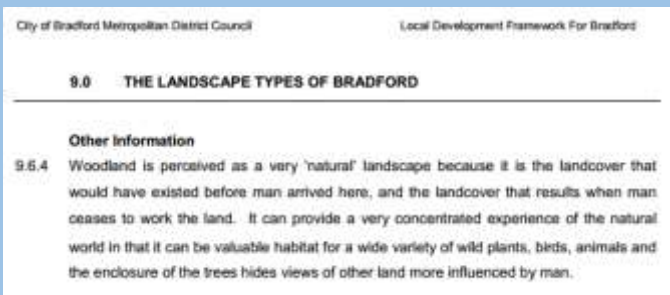 City of Bradford Metropolitan District Council Local Development Framework For Bradford
9.0 THE LANDSCAPE TYPES OF BRADFORD
Other Information
9.6.4 Woodland is perceived as a very 'natural' landscape because it is the landcover that
would have existed before man arrived here, and the landcover that results when man
ceases to work the land. It can provide a very concentrated experience of the natural
world in that it can be valuable habitat for a wide variety of wild plants, birds, animals and
the enclosure of the trees hides views of other land more influenced by man.